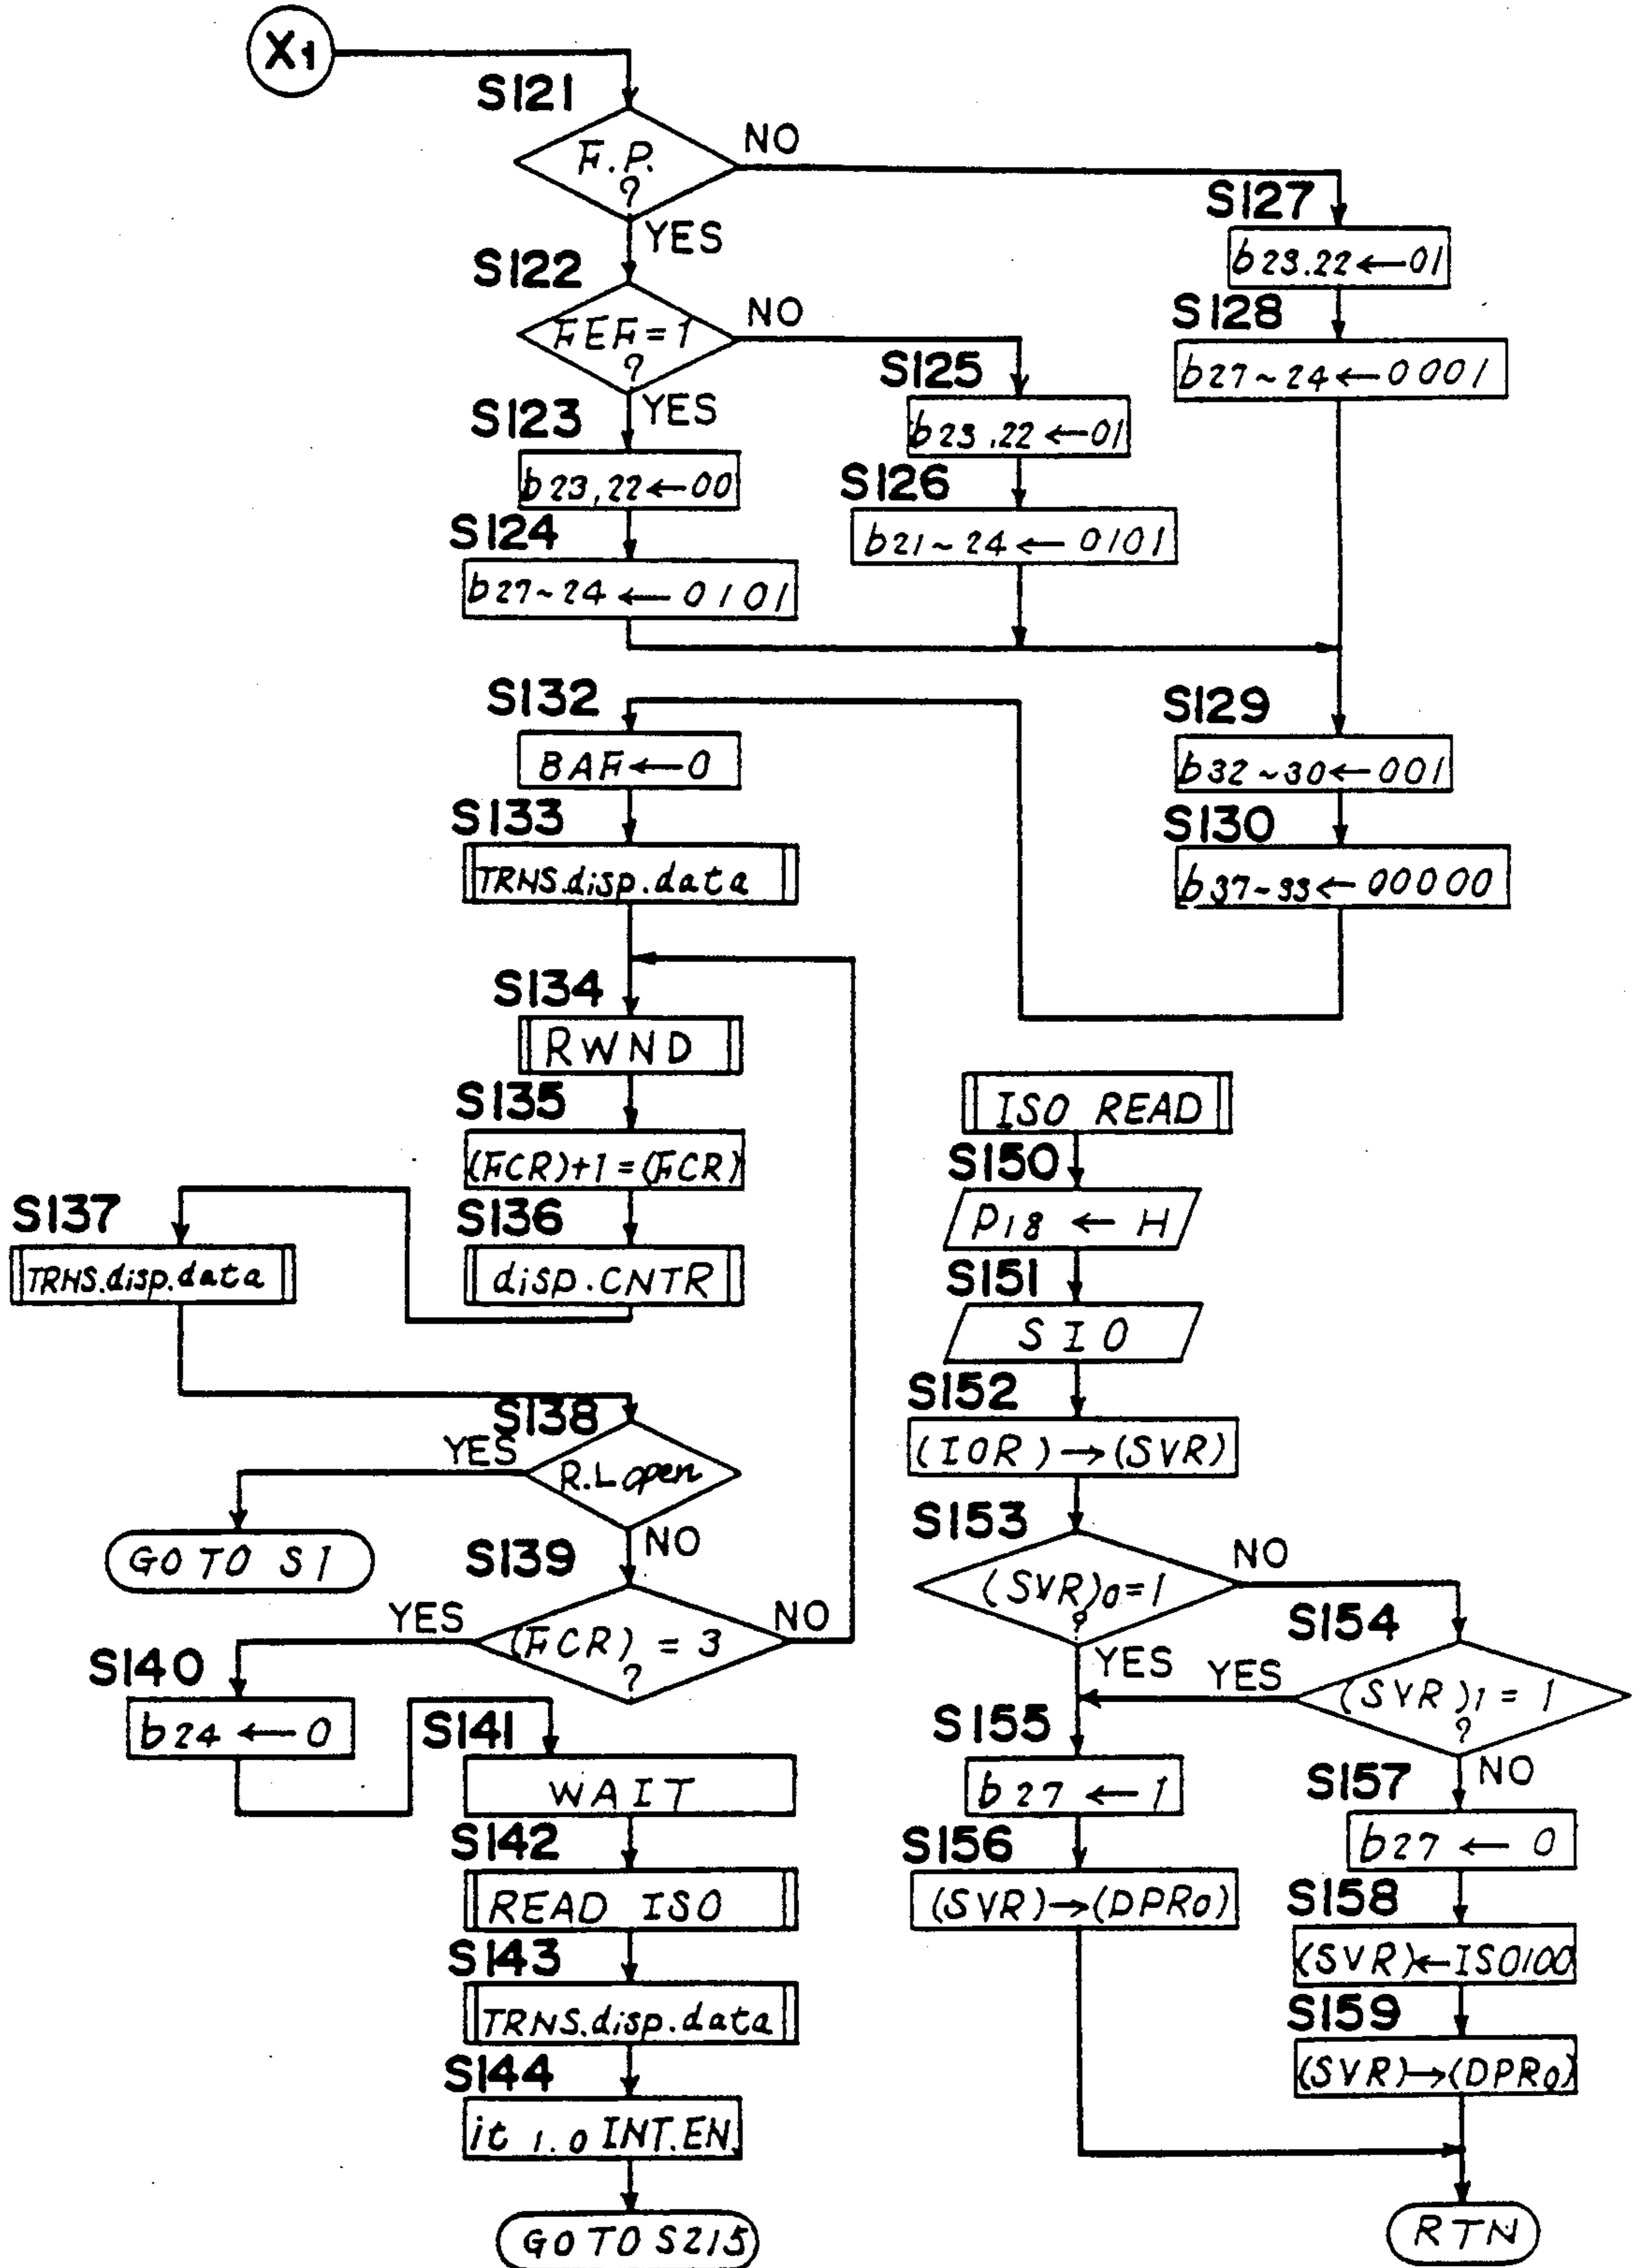 X1
S121
F.P.
?
NO
YES
S122
FEF=1
?
NO
YES
S123
b23,22←00
S124
b27~24←0101
S125
b23.22←01
S126
b21~24←0101
S127
b23.22←01
S128
b27~24←0001
S129
b32~30←001
S130
b37~33←00000
S132
BAF←0
S133
TRNS.disp.data
S134
RWND
S135
(FCR)+1=(FCR)
S136
disp.CNTR
S137
TRNS.disp.data
S138
R.L open
YES
NO
GO TO S1
S139
(FCR) = 3
?
YES
NO
S140
b24←0
S141
WAIT
S142
READ ISO
S143
TRNS.disp.data
S144
it 1.0 INT.EN.
GO TO S215
ISO READ
S150
P18 ← H
S151
SIO
S152
(IOR)→(SVR)
S153
(SVR)0=1
?
NO
YES
S154
(SVR)1=1
?
YES
NO
S155
b27←1
S156
(SVR)→(DPR0)
S157
b27←0
S158
(SVR)←ISO100
S159
(SVR)→(DPR0)
RTN